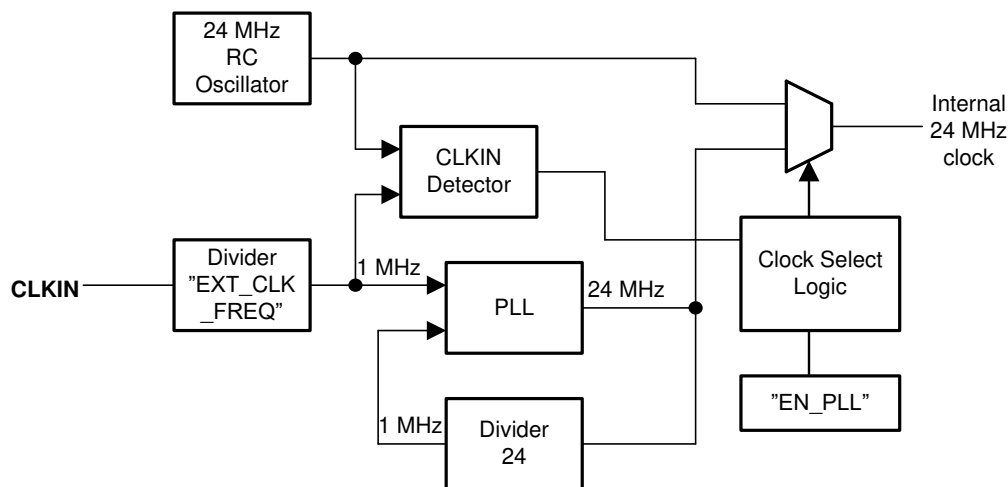 24 MHz
RC
Oscillator
Internal
24 MHz
clock
CLKIN
Detector
CLKIN
Divider
”EXT_CLK
_FREQ”
1 MHz
PLL
24 MHz
Clock Select
Logic
1 MHz
Divider
24
”EN_PLL”